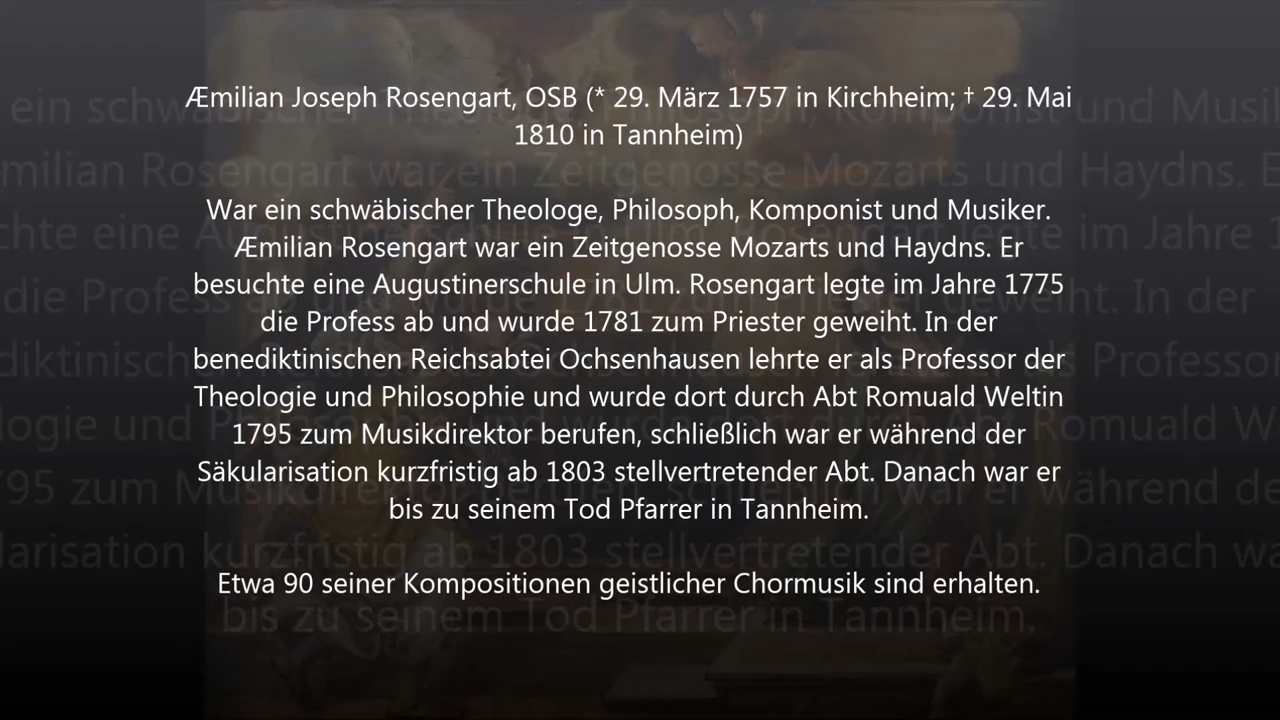 Æmilian Joseph Rosengart, OSB (* 29. März 1757 in Kirchheim; † 29. Mai
1810 in Tannheim)
War ein schwäbischer Theologe, Philosoph, Komponist und Musiker.
Æmilian Rosengart war ein Zeitgenosse Mozarts und Haydns. Er
besuchte eine Augustinerschule in Ulm. Rosengart legte im Jahre 1775
die Profess ab und wurde 1781 zum Priester geweiht. In der
benediktinischen Reichsabtei Ochsenhausen lehrte er als Professor der
Theologie und Philosophie und wurde dort durch Abt Romuald Weltin
1795 zum Musikdirektor berufen, schließlich war er während der
Säkularisation kurzfristig ab 1803 stellvertretender Abt. Danach war er
bis zu seinem Tod Pfarrer in Tannheim.
Etwa 90 seiner Kompositionen geistlicher Chormusik sind erhalten.